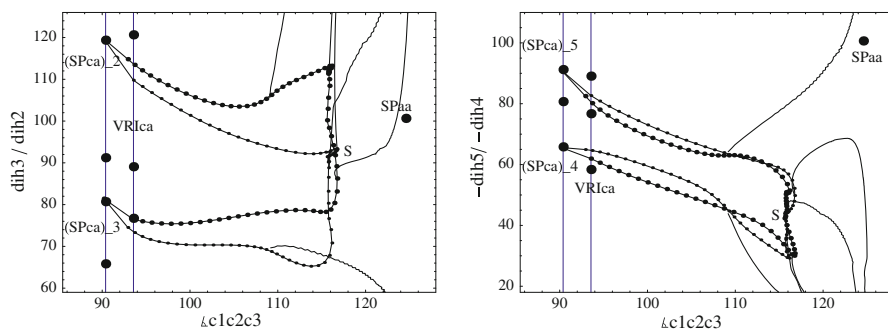 120
110
100
90
80
70
60
dih3 / dih2
(SPca)_2
VRIca
SPaa
S
(SPca)_3
90 100 110 120
⦟c1c2c3
100
80
60
40
20
-dih5/ -dih4
(SPca)_5
SPaa
(SPca)_4
VRIca
S
90 100 110 120
⦟c1c2c3